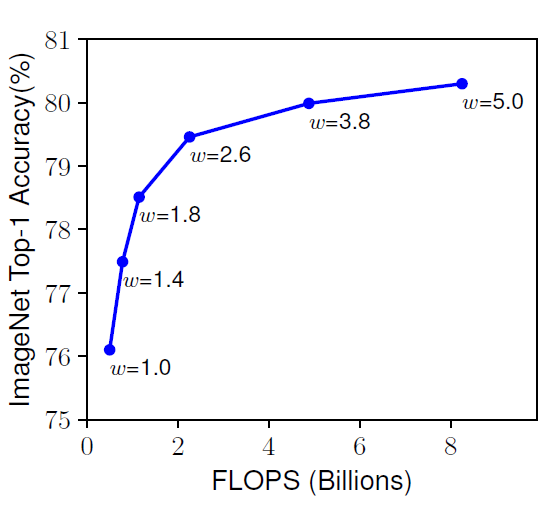 81
80
79
78
77
76
75
ImageNet Top-1 Accuracy(%)
w=5.0
w=3.8
w=2.6
w=1.8
w=1.4
w=1.0
0 2 4 6 8
FLOPS (Billions)